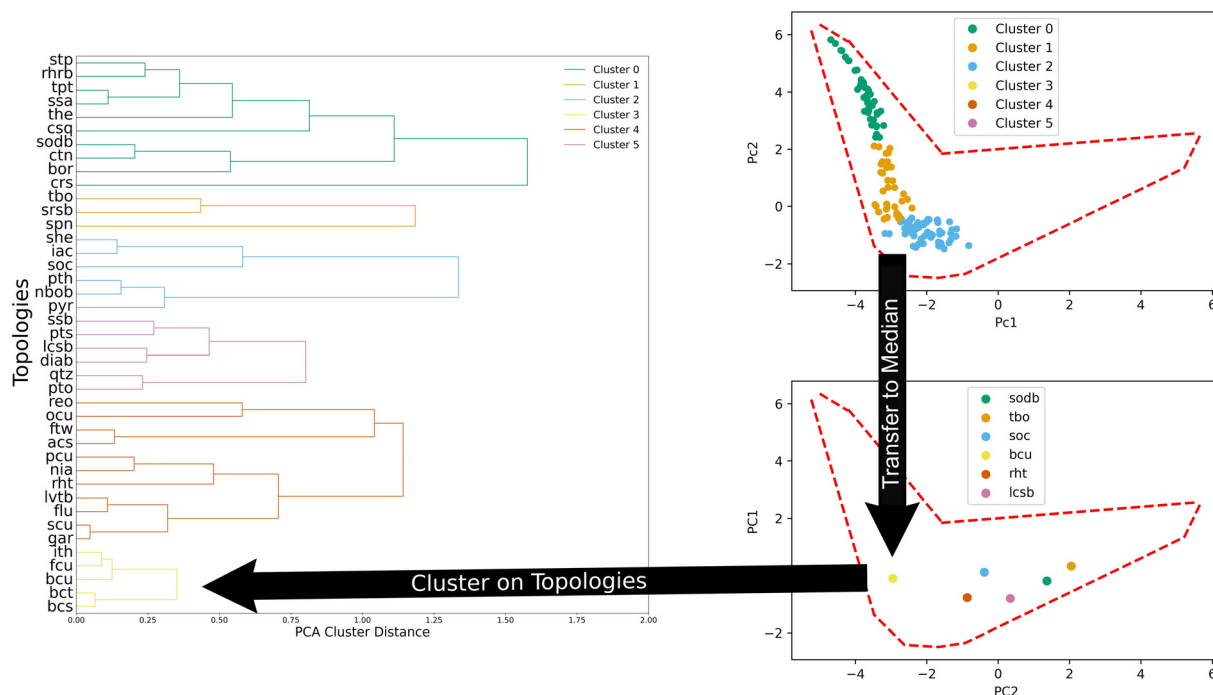 Topologies
stp
rhrb
tpt
ssa
the
csq
sodb
ctn
bor
crs
tbo
srsb
spn
she
iac
soc
pth
nbob
pyr
ssb
pts
lcsb
diab
qtz
pto
reo
ocu
ftw
acs
pcu
nia
rht
lvtb
flu
scu
qar
ith
fcu
bcu
bct
bcs
Cluster 0
Cluster 1
Cluster 2
Cluster 3
Cluster 4
Cluster 5
0.00 0.25 0.50 0.75 1.00 1.25 1.50 1.75 2.00
PCA Cluster Distance
Pc2
6
4
2
0
−2
Cluster 0
Cluster 1
Cluster 2
Cluster 3
Cluster 4
Cluster 5
−4 −2 0 2 4 6
Pc1
Transfer to Median
PC1
6
4
2
−2
sodb
tbo
soc
bcu
rht
lcsb
−4 −2 0 2 4 6
PC2
Cluster on Topologies